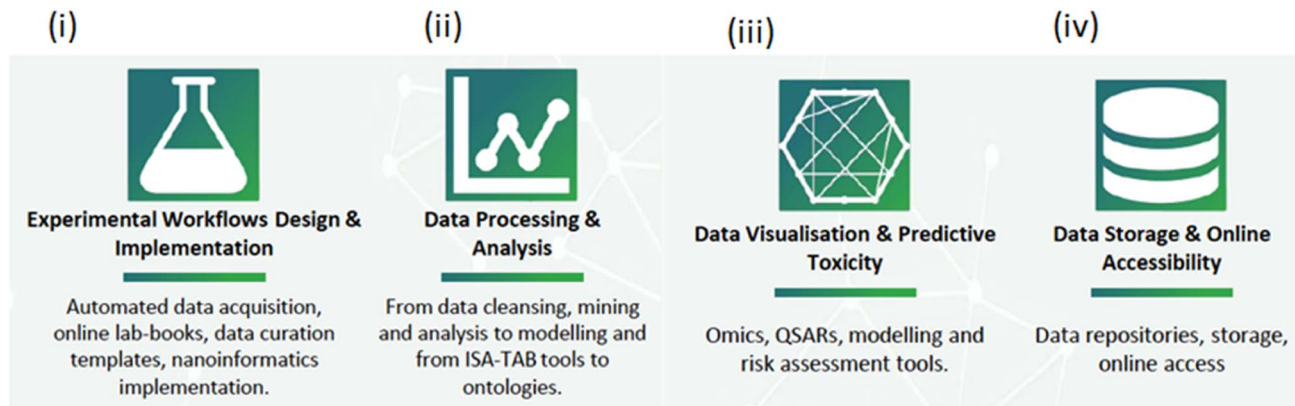 (i)
Experimental Workflows Design &
Implementation
Automated data acquisition,
online lab-books, data curation
templates, nanoinformatics
implementation.
(ii)
Data Processing &
Analysis
From data cleansing, mining
and analysis to modelling and
from ISA-TAB tools to
ontologies.
(iii)
Data Visualisation & Predictive
Toxicity
Omics, QSARs, modelling and
risk assessment tools.
(iv)
Data Storage & Online
Accessibility
Data repositories, storage,
online access